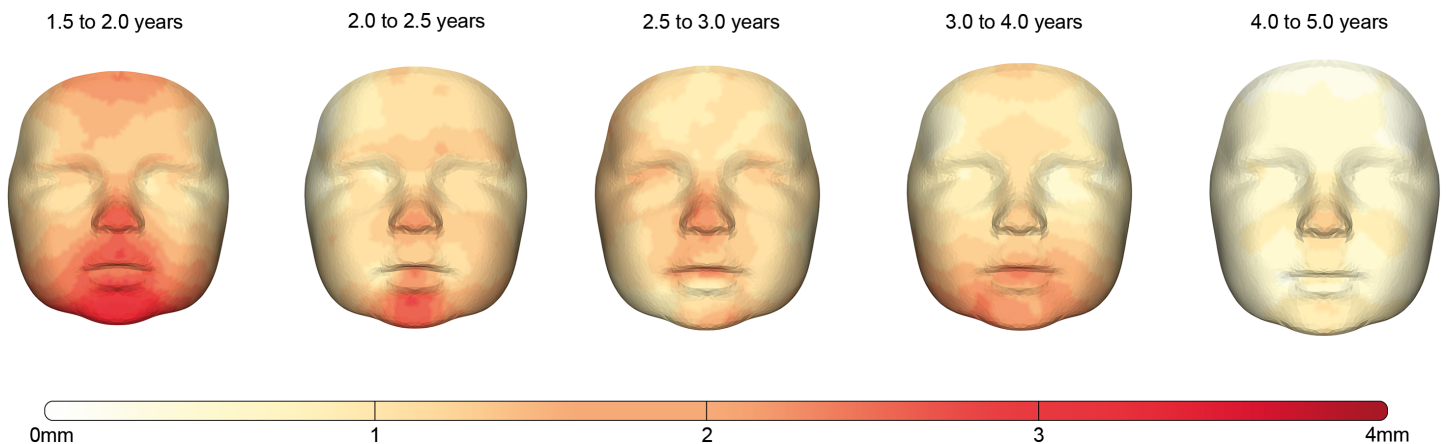 1.5 to 2.0 years
2.0 to 2.5 years
2.5 to 3.0 years
3.0 to 4.0 years
4.0 to 5.0 years
0mm 1 2 3 4mm